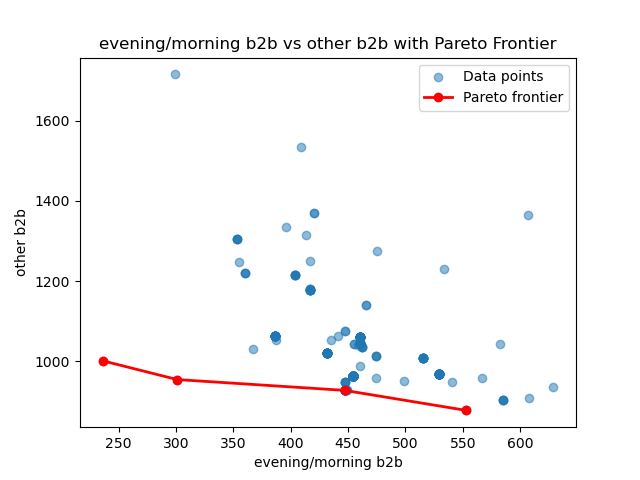 evening/morning b2b vs other b2b with Pareto Frontier
Data points
Pareto frontier
1600
1400
1200
1000
other b2b
250 300 350 400 450 500 550 600
evening/morning b2b